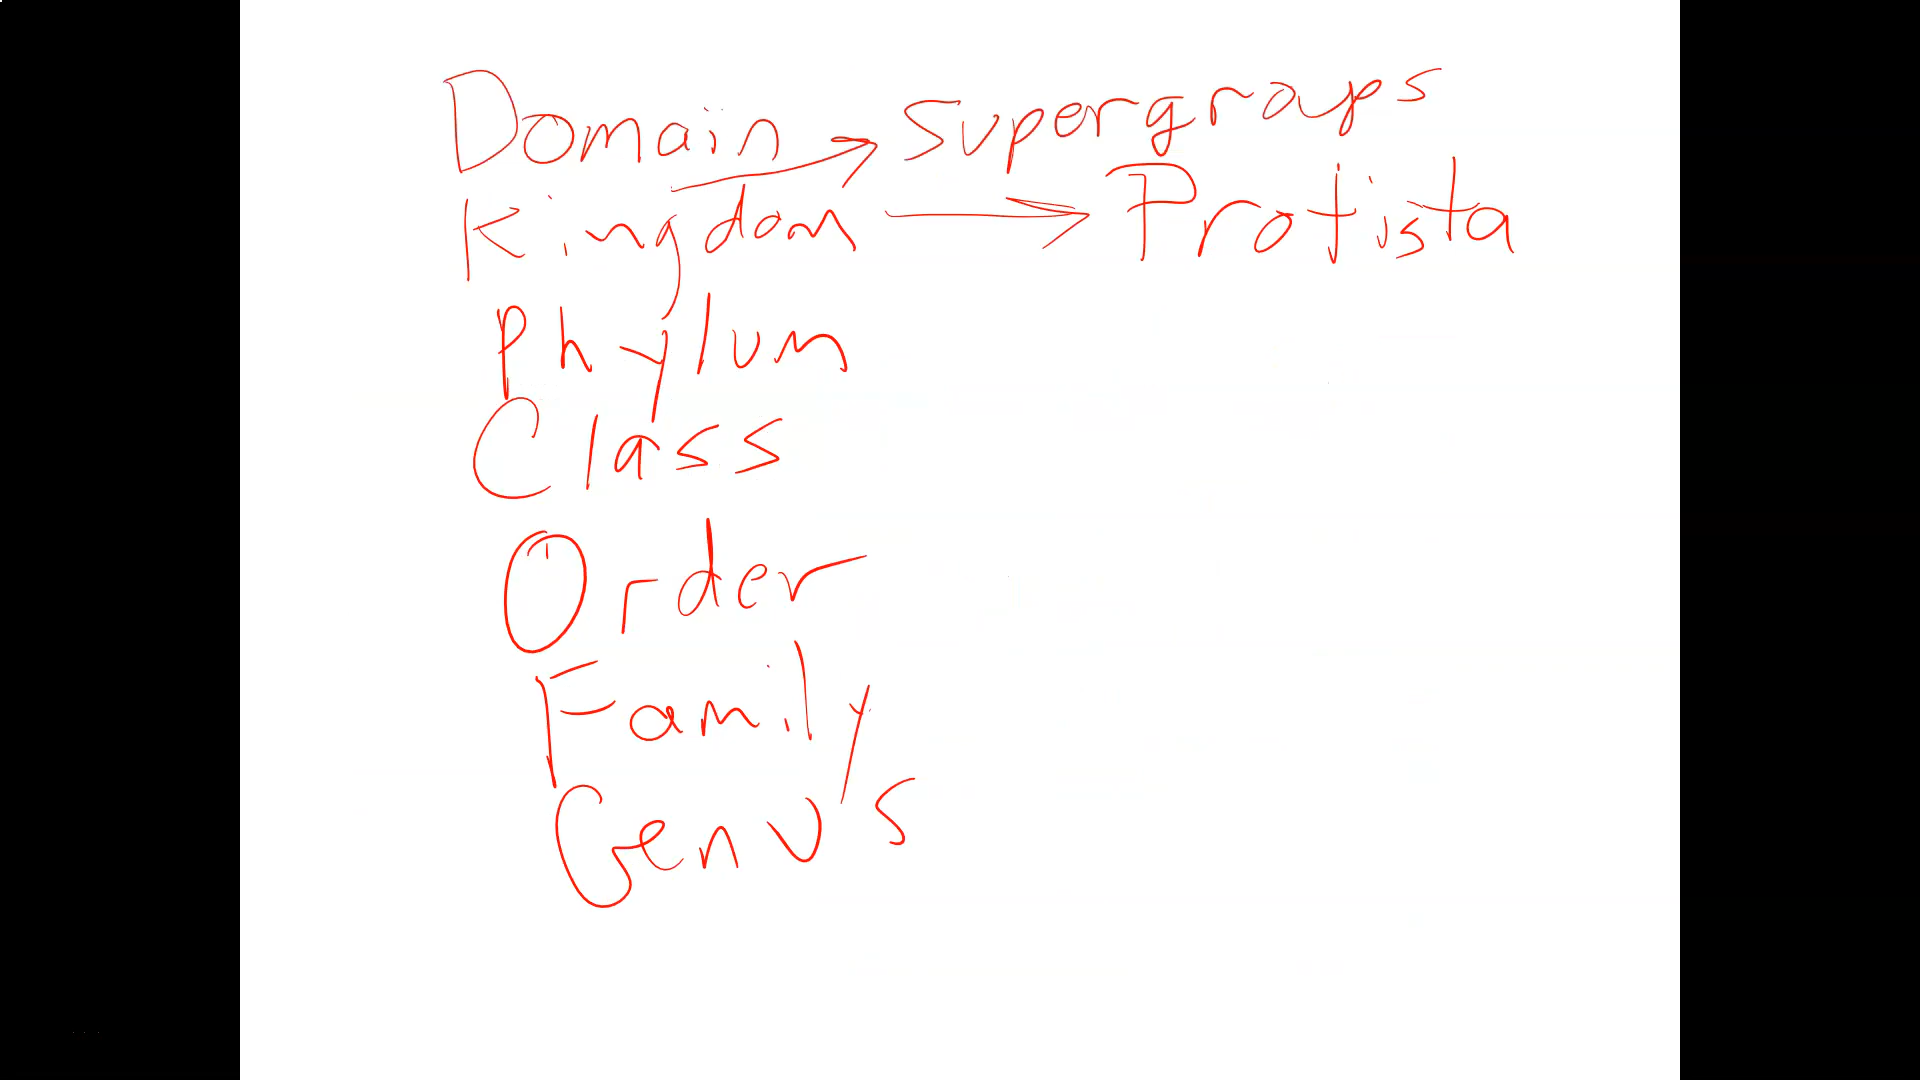 Domain → Supergroups
Kingdom → Protista
Phylum
Class
Order
Family
Genus